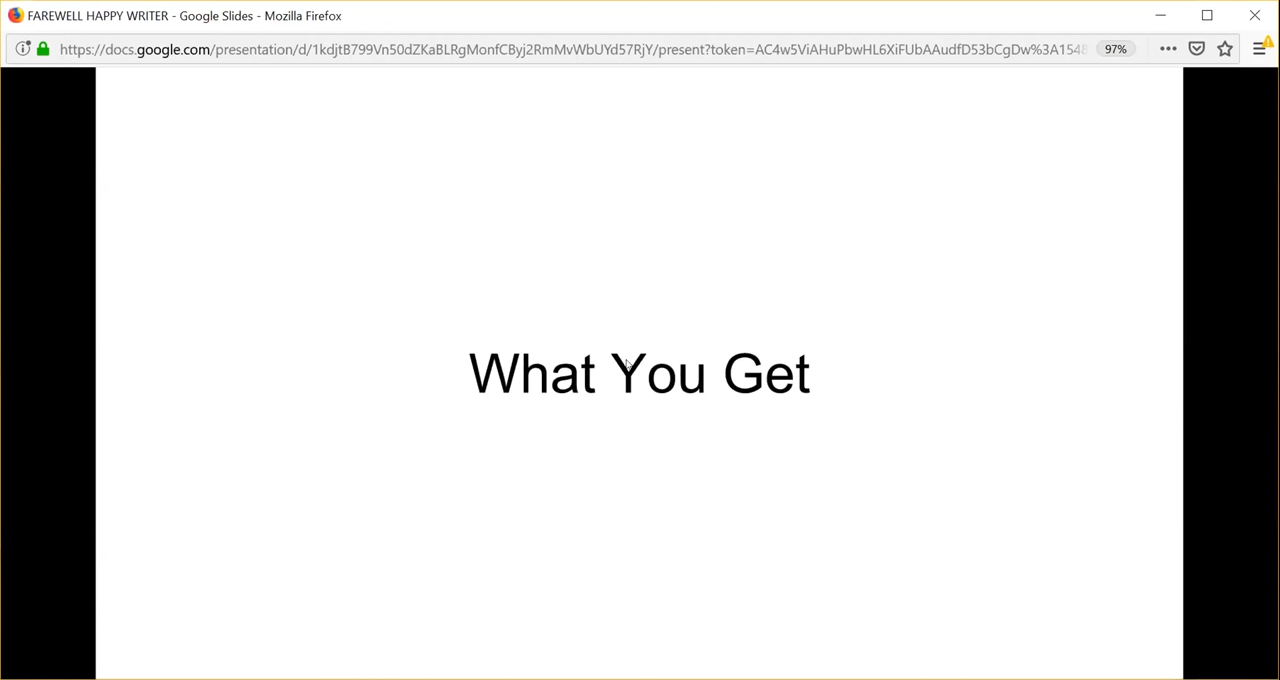 FAREWELL HAPPY WRITER - Google Slides - Mozilla Firefox
https://docs.google.com/presentation/d/1kdjtB799Vn50dZKaBLRgMonfCByj2RmMvWbUYd57RjY/present?token=AC4w5ViAHuPbwHL6XiFUbAAudfD53bCgDw%3A1548 97%
What You Get